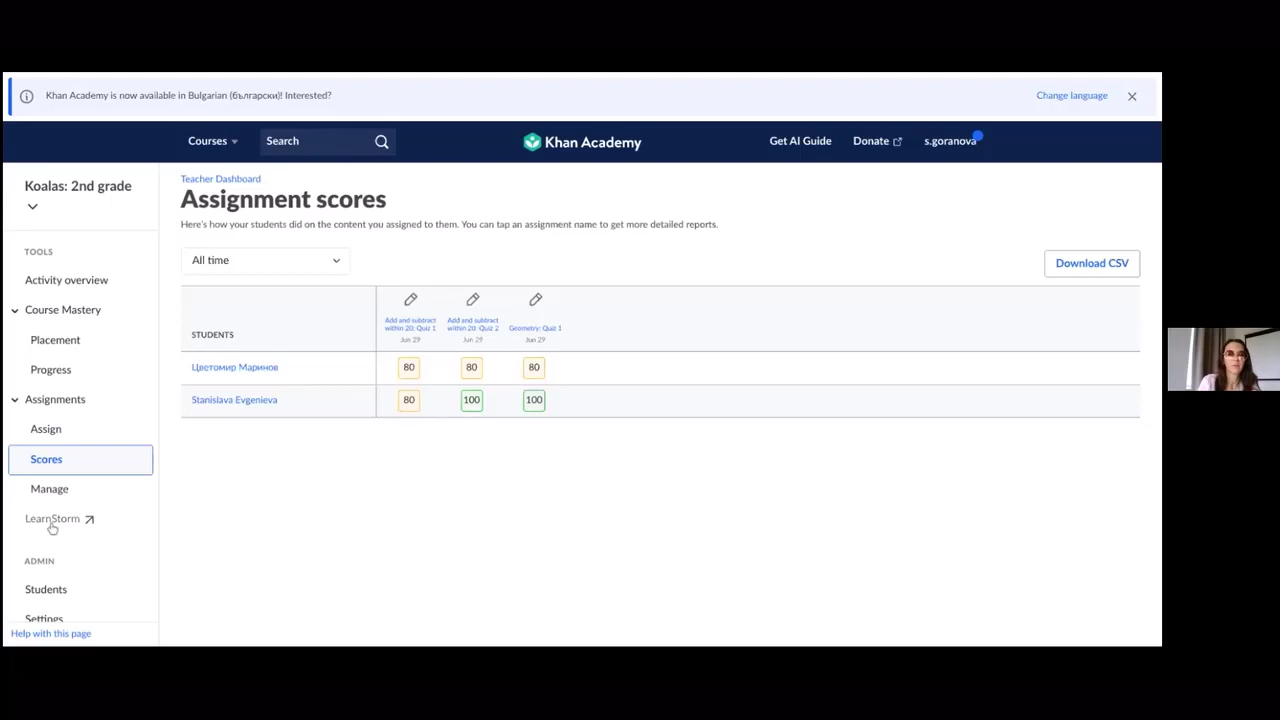 Khan Academy is now available in Bulgarian (български)! Interested?
Change language
Courses
Search
Khan Academy
Get AI Guide
Donate
s.goranova
Koalas: 2nd grade
TOOLS
Activity overview
Course Mastery
Placement
Progress
Assignments
Assign
Scores
Manage
LearnStorm
ADMIN
Students
Settings
Help with this page
Teacher Dashboard
Assignment scores
Here's how your students did on the content you assigned to them. You can tap an assignment name to get more detailed reports.
All time
Download CSV
STUDENTS
Add and subtract
within 20: Quiz 1
Jun 29
Add and subtract
within 20: Quiz 2
Jun 29
Geometry: Quiz 1
Jun 29
Цветомир Маринов 80 80 80
Stanislava Evgenieva 80 100 100